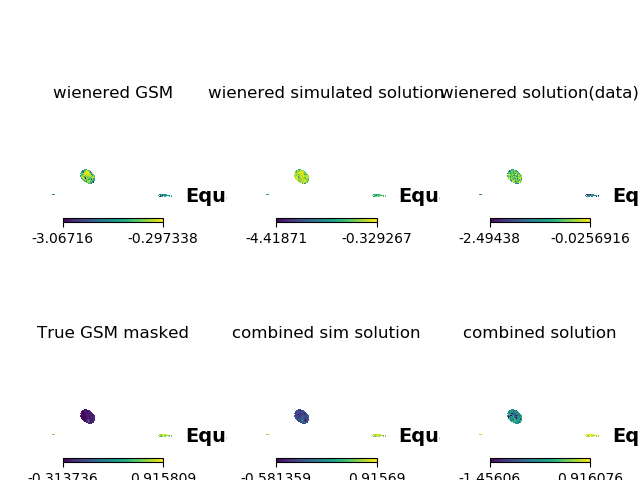 wienered GSM wienered simulated solution wienered solution(data)
Equ Equ Eq
-3.06716 -0.297338 -4.41871 -0.329267 -2.49438 -0.0256916
True GSM masked combined sim solution combined solution
Equ Equ Eq
-0.313736 0.915809 -0.581359 0.91569 -1.45606 0.916076